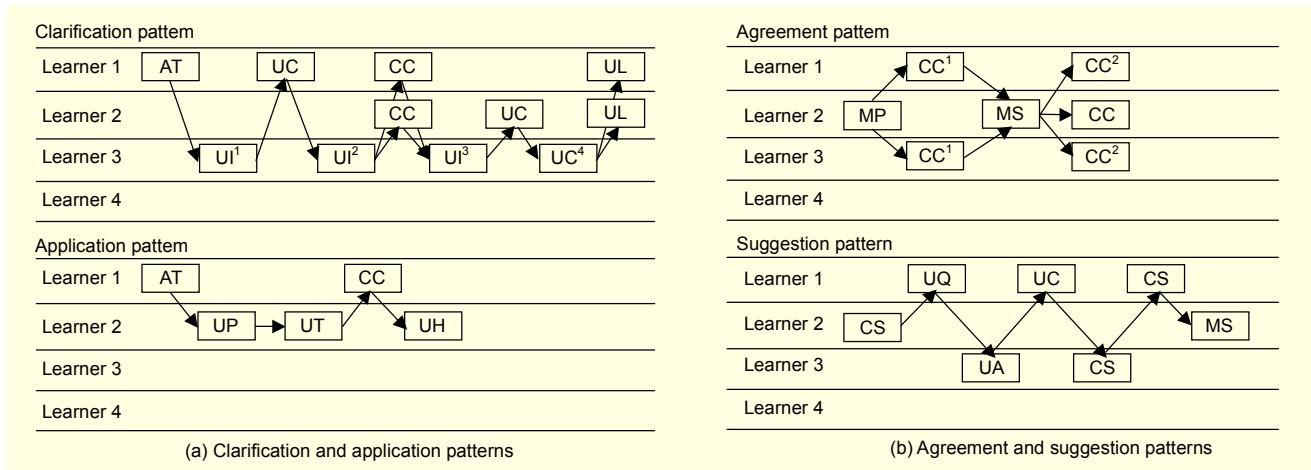 Clarification pattem
Learner 1 AT UC CC UL
Learner 2 CC UC UL
Learner 3 UI¹ UI² UI³ UC⁴
Learner 4
Application pattem
Learner 1 AT CC
Learner 2 UP UT UH
Learner 3
Learner 4
(a) Clarification and application patterns
Agreement pattem
Learner 1 CC¹ CC²
Learner 2 MP MS CC
Learner 3 CC¹ CC²
Learner 4
Suggestion pattern
Learner 1 UQ UC CS
Learner 2 CS MS
Learner 3 UA CS
Learner 4
(b) Agreement and suggestion patterns